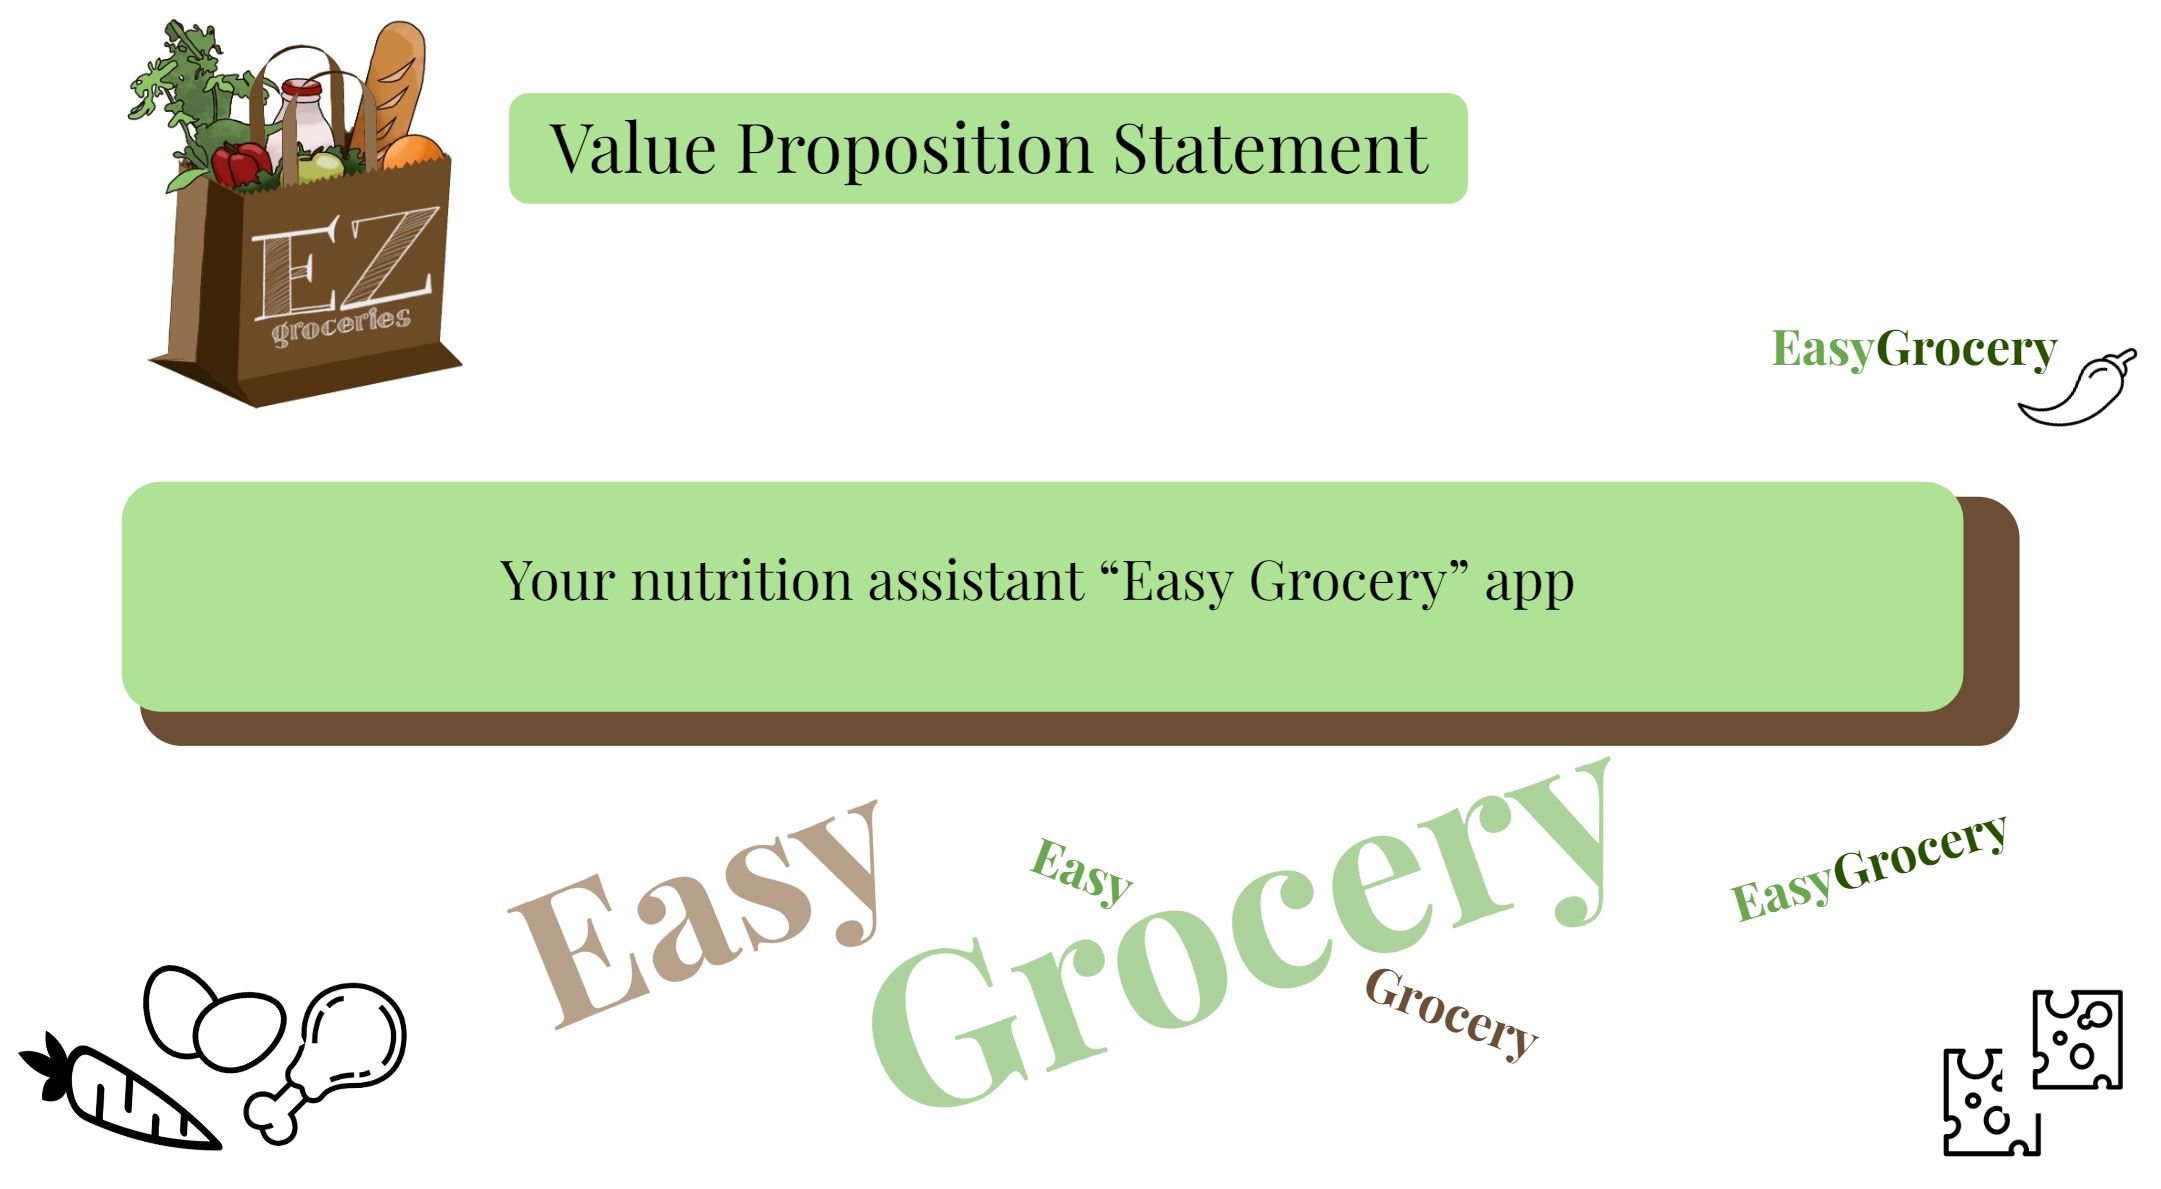 Value Proposition Statement
EZ
groceries
EasyGrocery
Your nutrition assistant “Easy Grocery” app
Easy
Grocery
Easy
EasyGrocery
Grocery